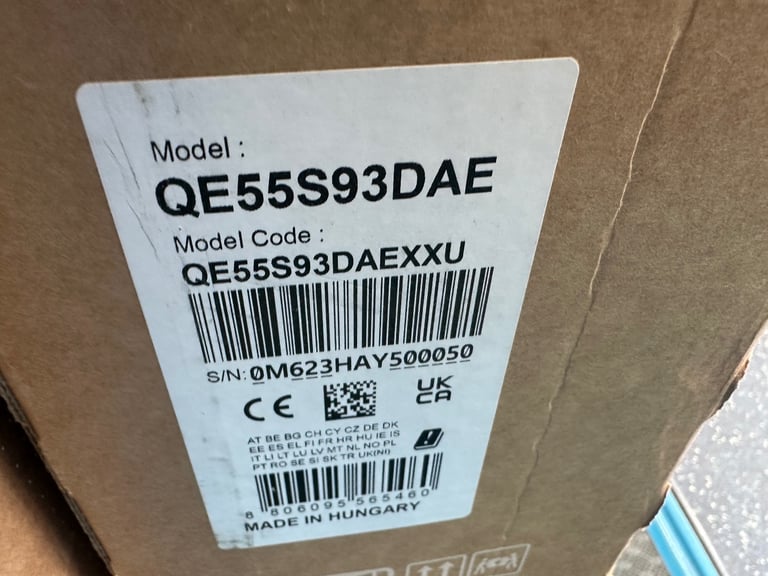 Model :
QE55S93DAE
Model Code :
QE55S93DAEXXU
S/N: 0M623HAY500050
CE
UK
CA
AT BE BG CH CY CZ DE DK
EE ES EL FI FR HR HU IE IS
IT LI LT LU LV MT NL NO PL
PT RO SE SI SK TR UK(NI)
8 806095 565460
MADE IN HUNGARY